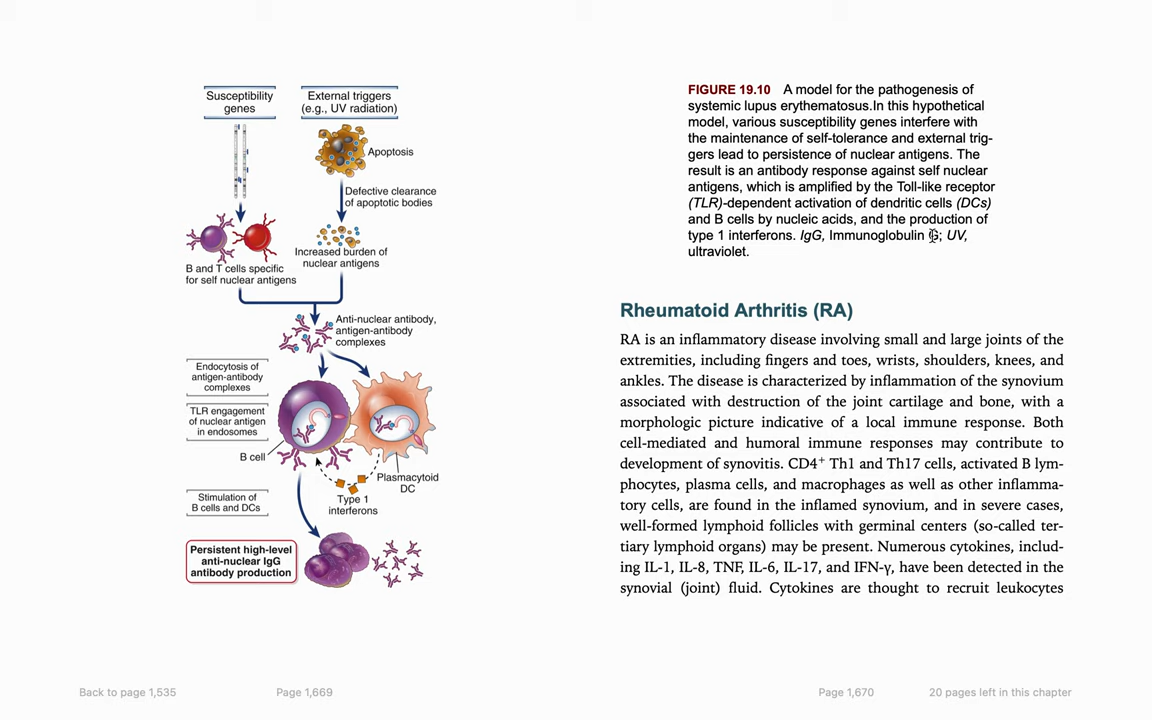 Susceptibility
genes
External triggers
(e.g., UV radiation)
Apoptosis
Defective clearance
of apoptotic bodies
Increased burden of
nuclear antigens
B and T cells specific
for self nuclear antigens
Anti-nuclear antibody,
antigen-antibody
complexes
Endocytosis of
antigen-antibody
complexes
TLR engagement
of nuclear antigen
in endosomes
B cell
Plasmacytoid
DC
Type 1
interferons
Stimulation of
B cells and DCs
Persistent high-level
anti-nuclear IgG
antibody production
FIGURE 19.10 A model for the pathogenesis of
systemic lupus erythematosus.In this hypothetical
model, various susceptibility genes interfere with
the maintenance of self-tolerance and external trig-
gers lead to persistence of nuclear antigens. The
result is an antibody response against self nuclear
antigens, which is amplified by the Toll-like receptor
(TLR)-dependent activation of dendritic cells (DCs)
and B cells by nucleic acids, and the production of
type 1 interferons. IgG, Immunoglobulin G; UV,
ultraviolet.
Rheumatoid Arthritis (RA)
RA is an inflammatory disease involving small and large joints of the
extremities, including fingers and toes, wrists, shoulders, knees, and
ankles. The disease is characterized by inflammation of the synovium
associated with destruction of the joint cartilage and bone, with a
morphologic picture indicative of a local immune response. Both
cell-mediated and humoral immune responses may contribute to
development of synovitis. CD4⁺ Th1 and Th17 cells, activated B lym-
phocytes, plasma cells, and macrophages as well as other inflamma-
tory cells, are found in the inflamed synovium, and in severe cases,
well-formed lymphoid follicles with germinal centers (so-called ter-
tiary lymphoid organs) may be present. Numerous cytokines, includ-
ing IL-1, IL-8, TNF, IL-6, IL-17, and IFN-γ, have been detected in the
synovial (joint) fluid. Cytokines are thought to recruit leukocytes
Back to page 1,535
Page 1,669
Page 1,670
20 pages left in this chapter